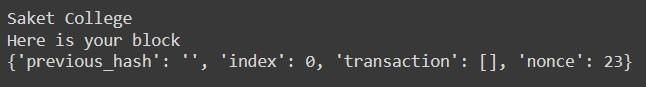 Saket College
Here is your block
{'previous_hash': '', 'index': 0, 'transaction': [], 'nonce': 23}